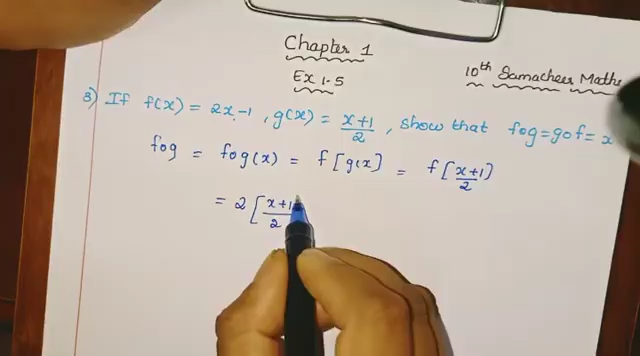 Chapter 1
Ex 1.5
10th Samacheer Maths
3) If f(x) = 2x-1, g(x) = x+1/2, show that fog = gof = x
fog = fog(x) = f[g(x] = f[x+1/2]
= 2[x+1/2